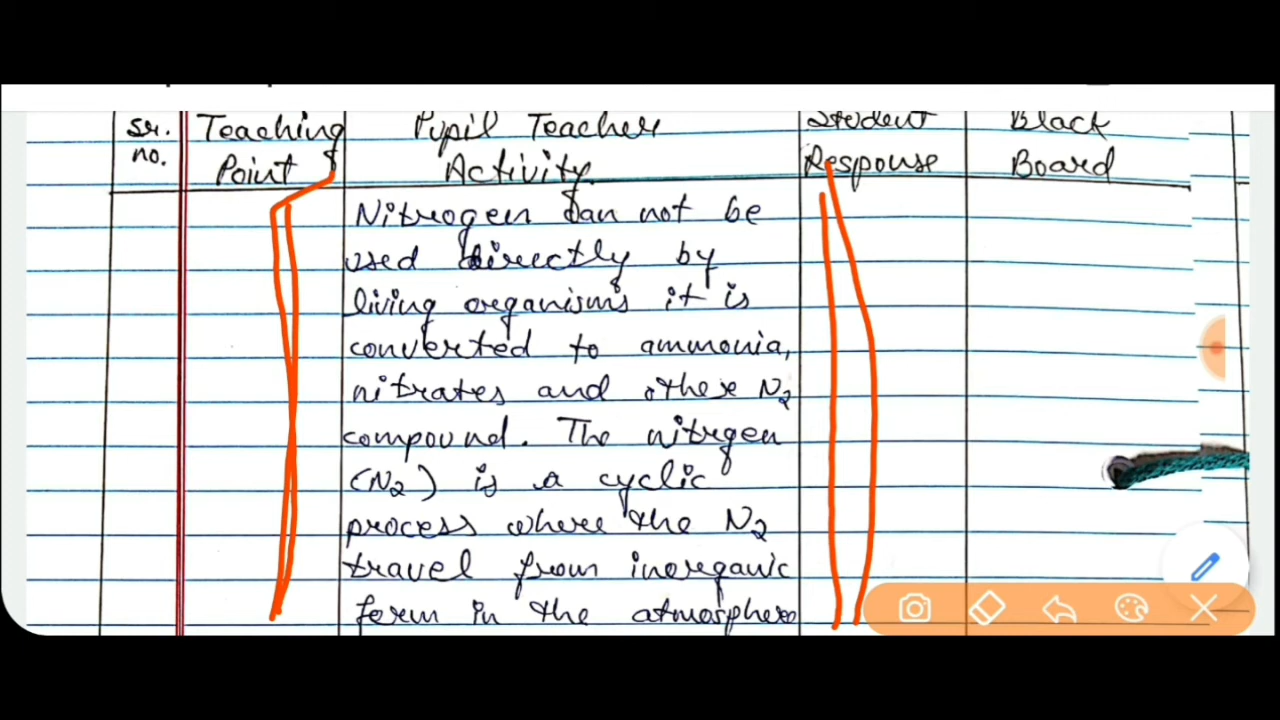 Sr. no.
Teaching Point
Pupil Teacher Activity
Student Response
Black Board
Nitrogen can not be
used directly by
living organisms it is
converted to ammonia,
nitrates and other N2
compound. The nitrgen
(N2) is a cyclic
process where the N2
travel from inorganic
form in the atmosphere